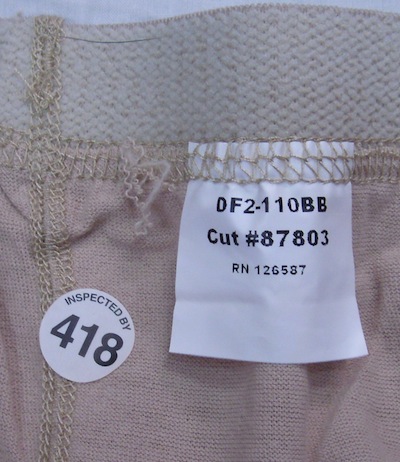 DF2-110BB
Cut #87803
RN 126587
INSPECTED BY
418